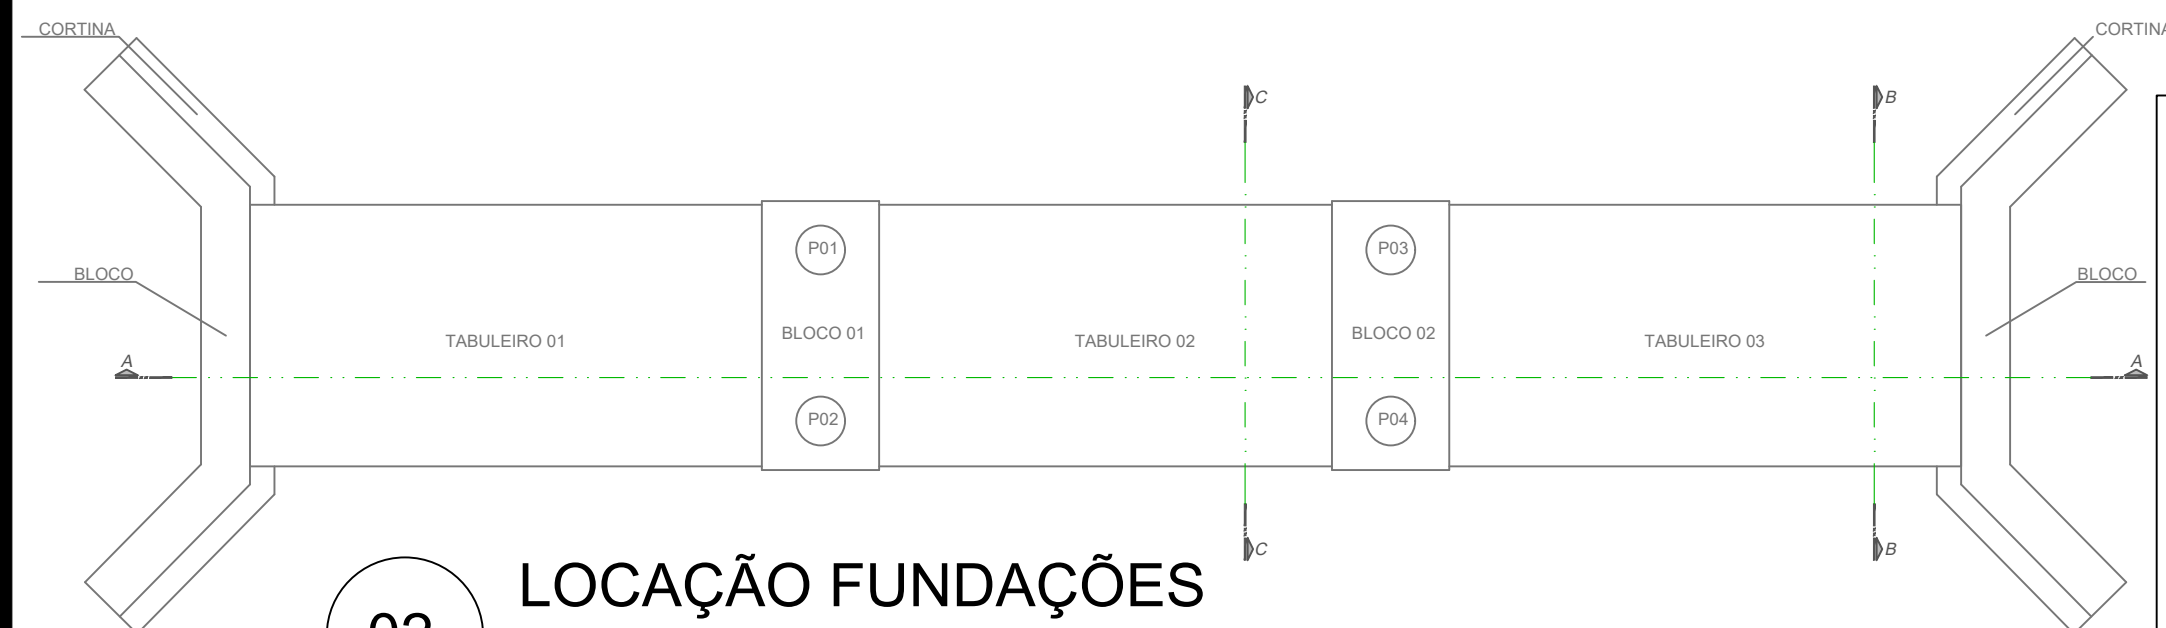 CORTINA
CORTINA
C
B
P01
P03
BLOCO
BLOCO
BLOCO 01
BLOCO 02
TABULEIRO 01
TABULEIRO 02
TABULEIRO 03
A
A
P02
P04
C
B
LOCAÇÃO FUNDAÇÕES